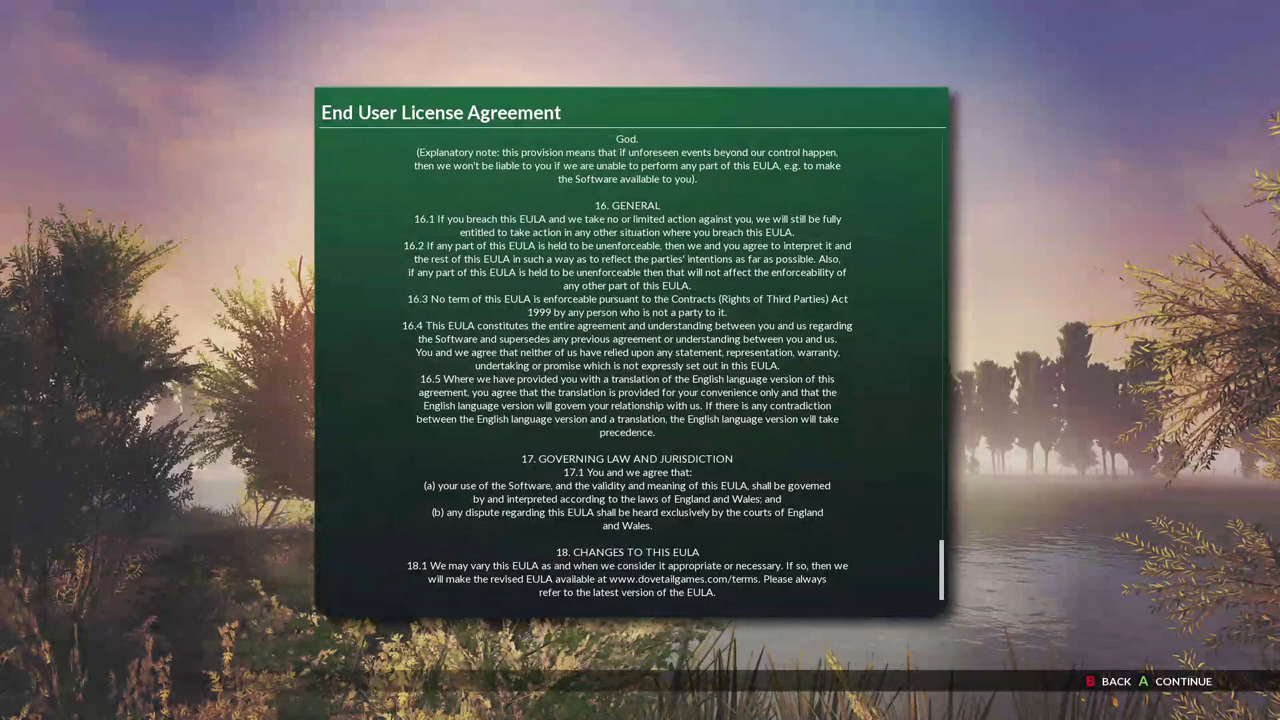 End User License Agreement
God.
(Explanatory note: this provision means that if unforeseen events beyond our control happen,
then we won't be liable to you if we are unable to perform any part of this EULA, e.g. to make
the Software available to you).
16. GENERAL
16.1 If you breach this EULA and we take no or limited action against you, we will still be fully
entitled to take action in any other situation where you breach this EULA.
16.2 If any part of this EULA is held to be unenforceable, then we and you agree to interpret it and
the rest of this EULA in such a way as to reflect the parties' intentions as far as possible. Also,
if any part of this EULA is held to be unenforceable then that will not affect the enforceability of
any other part of this EULA.
16.3 No term of this EULA is enforceable pursuant to the Contracts (Rights of Third Parties) Act
1999 by any person who is not a party to it.
16.4 This EULA constitutes the entire agreement and understanding between you and us regarding
the Software and supersedes any previous agreement or understanding between you and us.
You and we agree that neither of us have relied upon any statement, representation, warranty,
undertaking or promise which is not expressly set out in this EULA.
16.5 Where we have provided you with a translation of the English language version of this
agreement, you agree that the translation is provided for your convenience only and that the
English language version will govern your relationship with us. If there is any contradiction
between the English language version and a translation, the English language version will take
precedence.
17. GOVERNING LAW AND JURISDICTION
17.1 You and we agree that:
(a) your use of the Software, and the validity and meaning of this EULA, shall be governed
by and interpreted according to the laws of England and Wales; and
(b) any dispute regarding this EULA shall be heard exclusively by the courts of England
and Wales.
18. CHANGES TO THIS EULA
18.1 We may vary this EULA as and when we consider it appropriate or necessary. If so, then we
will make the revised EULA available at www.dovetailgames.com/terms. Please always
refer to the latest version of the EULA.
B BACK A CONTINUE